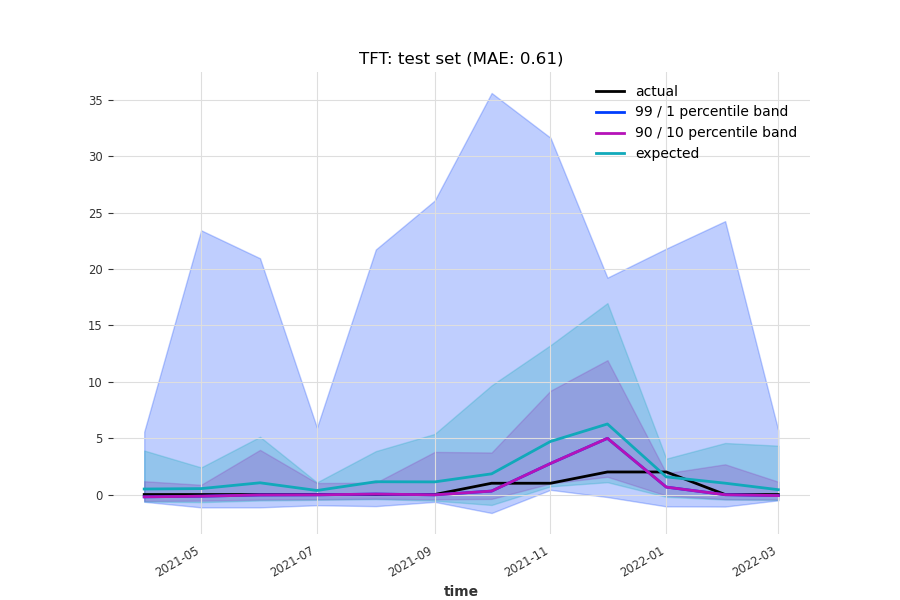 TFT: test set (MAE: 0.61)
actual
99 / 1 percentile band
90 / 10 percentile band
expected
35
30
25
20
15
10
5
0
2021-05
2021-07
2021-09
2021-11
2022-01
2022-03
time